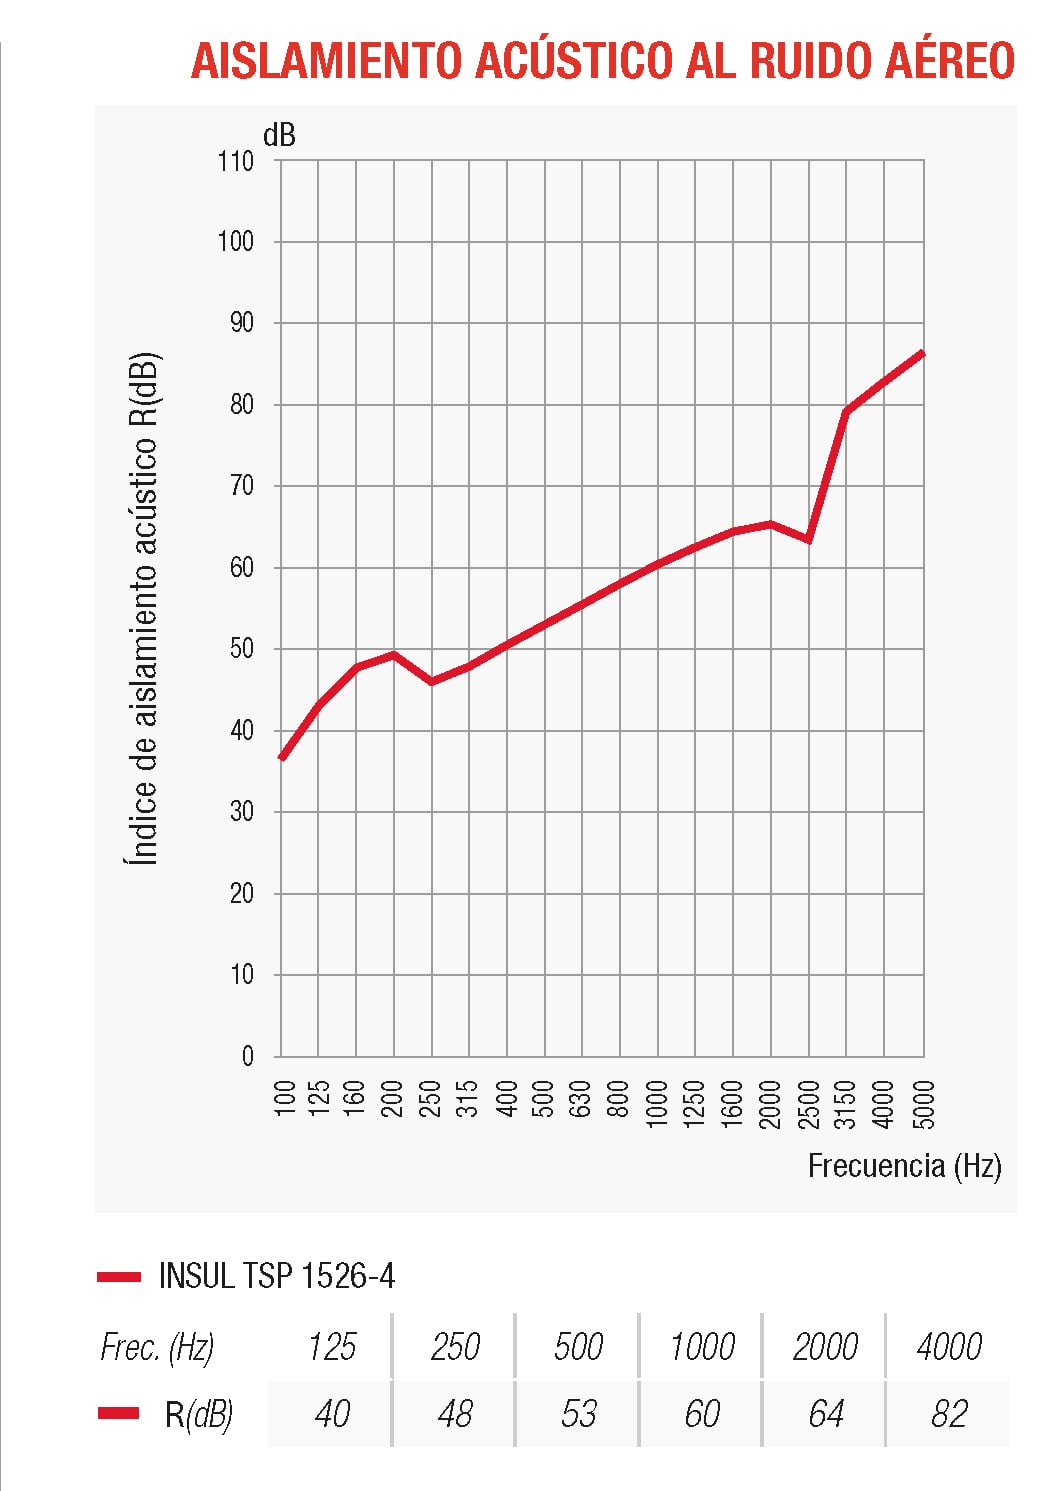 AISLAMIENTO ACÚSTICO AL RUIDO AÉREO
dB
110
100
90
80
70
60
50
40
30
20
10
0
Índice de aislamiento acústico R(dB)
100 125 160 200 250 315 400 500 630 800 1000 1250 1600 2000 2500 3150 4000 5000
Frecuencia (Hz)
INSUL TSP 1526-4
Frec. (Hz) 125 250 500 1000 2000 4000
R(dB) 40 48 53 60 64 82